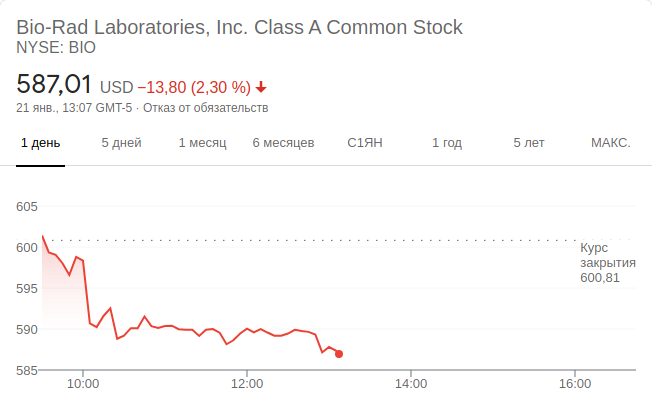 Bio-Rad Laboratories, Inc. Class A Common Stock
NYSE: BIO
587,01 USD −13,80 (2,30 %)
21 янв., 13:07 GMT-5 · Отказ от обязательств
1 день 5 дней 1 месяц 6 месяцев С1ЯН 1 год 5 лет МАКС.
605
600
595
590
585
Курс
закрытия
600,81
10:00 12:00 14:00 16:00